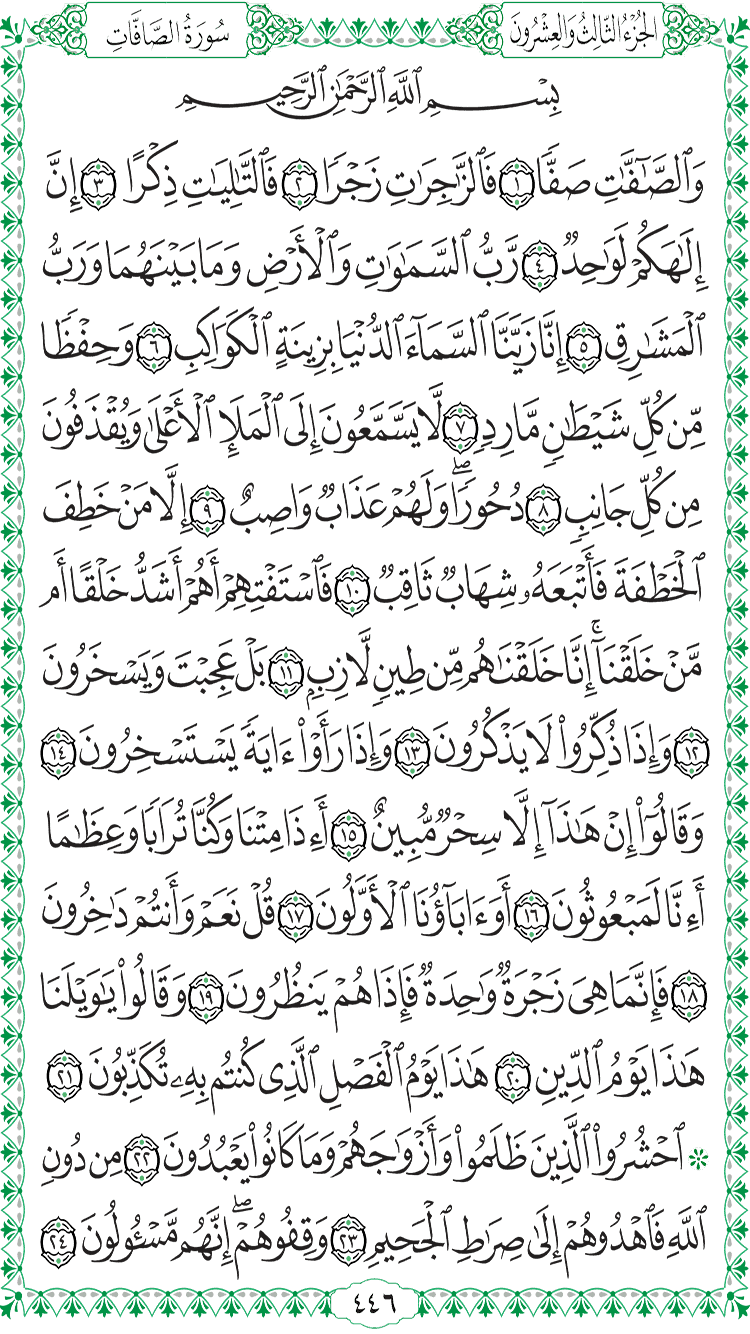 الجُزْءُ الثَّالِثُ وَالعِشْرُونَ
سُورَةُ الصَّافَّاتِ
بِسْمِ ٱللَّهِ ٱلرَّحْمَٰنِ ٱلرَّحِيمِ
وَٱلصَّـٰٓفَّـٰتِ صَفًّا ١ فَٱلزَّٰجِرَٰتِ زَجْرًا ٢ فَٱلتَّـٰلِيَـٰتِ ذِكْرًا ٣ إِنَّ
إِلَـٰهَكُمْ لَوَٰحِدٌ ٤ رَّبُّ ٱلسَّمَـٰوَٰتِ وَٱلْأَرْضِ وَمَا بَيْنَهُمَا وَرَبُّ
ٱلْمَشَـٰرِقِ ٥ إِنَّا زَيَّنَّا ٱلسَّمَآءَ ٱلدُّنْيَا بِزِينَةٍ ٱلْكَوَاكِبِ ٦ وَحِفْظًا
مِّن كُلِّ شَيْطَـٰنٍ مَّارِدٍ ٧ لَّا يَسَّمَّعُونَ إِلَى ٱلْمَلَإِ ٱلْأَعْلَىٰ وَيُقْذَفُونَ
مِن كُلِّ جَانِبٍ ٨ دُحُورًا ۖ وَلَهُمْ عَذَابٌ وَاصِبٌ ٩ إِلَّا مَنْ خَطِفَ
ٱلْخَطْفَةَ فَأَتْبَعَهُۥ شِهَابٌ ثَاقِبٌ ١٠ فَٱسْتَفْتِهِمْ أَهُمْ أَشَدُّ خَلْقًا أَم
مَّنْ خَلَقْنَآ ۚ إِنَّا خَلَقْنَـٰهُم مِّن طِينٍ لَّازِبٍ ١١ بَلْ عَجِبْتَ وَيَسْخَرُونَ
١٢ وَإِذَا ذُكِّرُوا۟ لَا يَذْكُرُونَ ١٣ وَإِذَا رَأَوْا۟ ءَايَةً يَسْتَسْخِرُونَ ١٤
وَقَالُوٓا۟ إِنْ هَـٰذَآ إِلَّا سِحْرٌ مُّبِينٌ ١٥ أَءِذَا مِتْنَا وَكُنَّا تُرَابًا وَعِظَـٰمًا
أَءِنَّا لَمَبْعُوثُونَ ١٦ أَوَءَابَآؤُنَا ٱلْأَوَّلُونَ ١٧ قُلْ نَعَمْ وَأَنتُمْ دَٰخِرُونَ
١٨ فَإِنَّمَا هِىَ زَجْرَةٌ وَٰحِدَةٌ فَإِذَا هُمْ يَنظُرُونَ ١٩ وَقَالُوا۟ يَـٰوَيْلَنَا
هَـٰذَا يَوْمُ ٱلدِّينِ ٢٠ هَـٰذَا يَوْمُ ٱلْفَصْلِ ٱلَّذِى كُنتُم بِهِۦ تُكَذِّبُونَ ٢١
۞ ٱحْشُرُوا۟ ٱلَّذِينَ ظَلَمُوا۟ وَأَزْوَٰجَهُمْ وَمَا كَانُوا۟ يَعْبُدُونَ ٢٢ مِن دُونِ
ٱللَّهِ فَٱهْدُوهُمْ إِلَىٰ صِرَٰطِ ٱلْجَحِيمِ ٢٣ وَقِفُوهُمْ ۖ إِنَّهُم مَّسْـُٔولُونَ ٢٤
٤٤٦